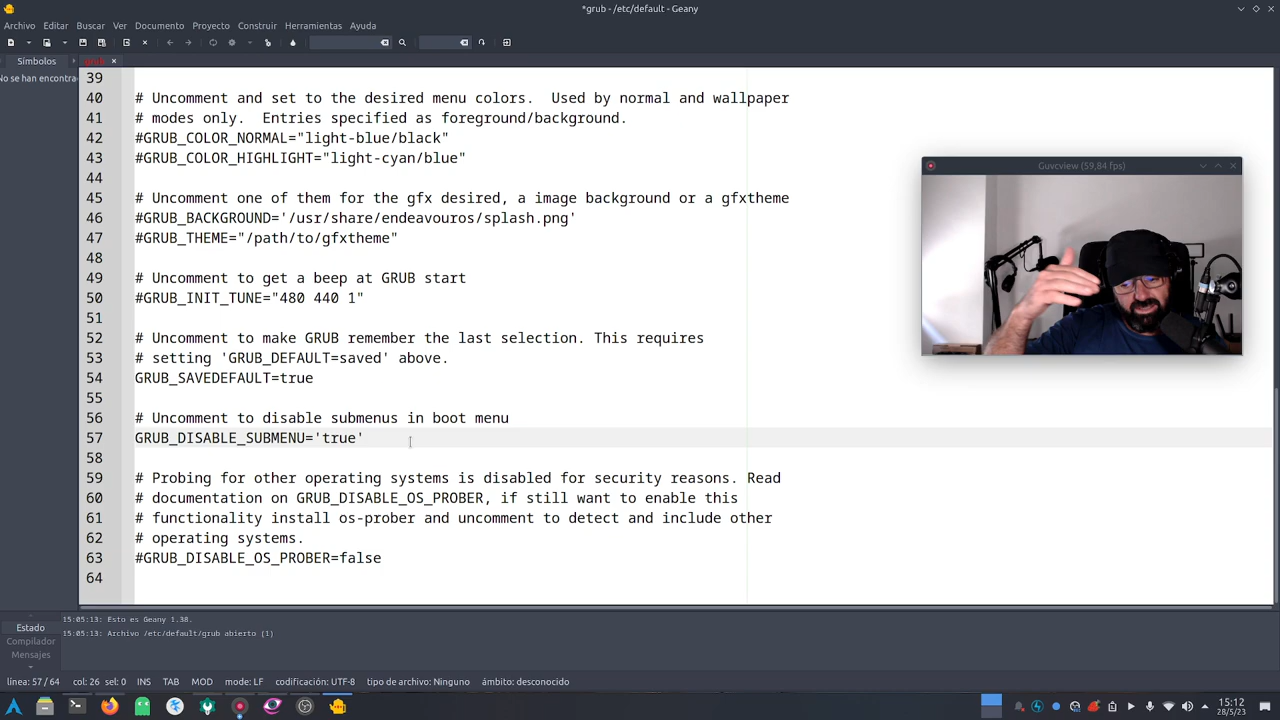 *grub - /etc/default - Geany
Archivo Editar Buscar Ver Documento Proyecto Construir Herramientas Ayuda
Símbolos grub
No se han encontra
39
40 # Uncomment and set to the desired menu colors.  Used by normal and wallpaper
41 # modes only.  Entries specified as foreground/background.
42 #GRUB_COLOR_NORMAL="light-blue/black"
43 #GRUB_COLOR_HIGHLIGHT="light-cyan/blue"
44
45 # Uncomment one of them for the gfx desired, a image background or a gfxtheme
46 #GRUB_BACKGROUND='/usr/share/endeavouros/splash.png'
47 #GRUB_THEME="/path/to/gfxtheme"
48
49 # Uncomment to get a beep at GRUB start
50 #GRUB_INIT_TUNE="480 440 1"
51
52 # Uncomment to make GRUB remember the last selection. This requires
53 # setting 'GRUB_DEFAULT=saved' above.
54 GRUB_SAVEDEFAULT=true
55
56 # Uncomment to disable submenus in boot menu
57 GRUB_DISABLE_SUBMENU='true'
58
59 # Probing for other operating systems is disabled for security reasons. Read
60 # documentation on GRUB_DISABLE_OS_PROBER, if still want to enable this
61 # functionality install os-prober and uncomment to detect and include other
62 # operating systems.
63 #GRUB_DISABLE_OS_PROBER=false
64
Guvcview (59,84 fps)
Estado
Compilador
Mensajes
15:05:13: Esto es Geany 1.38.
15:05:13: Archivo /etc/default/grub abierto (1)
línea: 57 / 64 col: 26 sel: 0 INS TAB MOD modo: LF codificación: UTF-8 tipo de archivo: Ninguno ámbito: desconocido
15:12
28/5/23